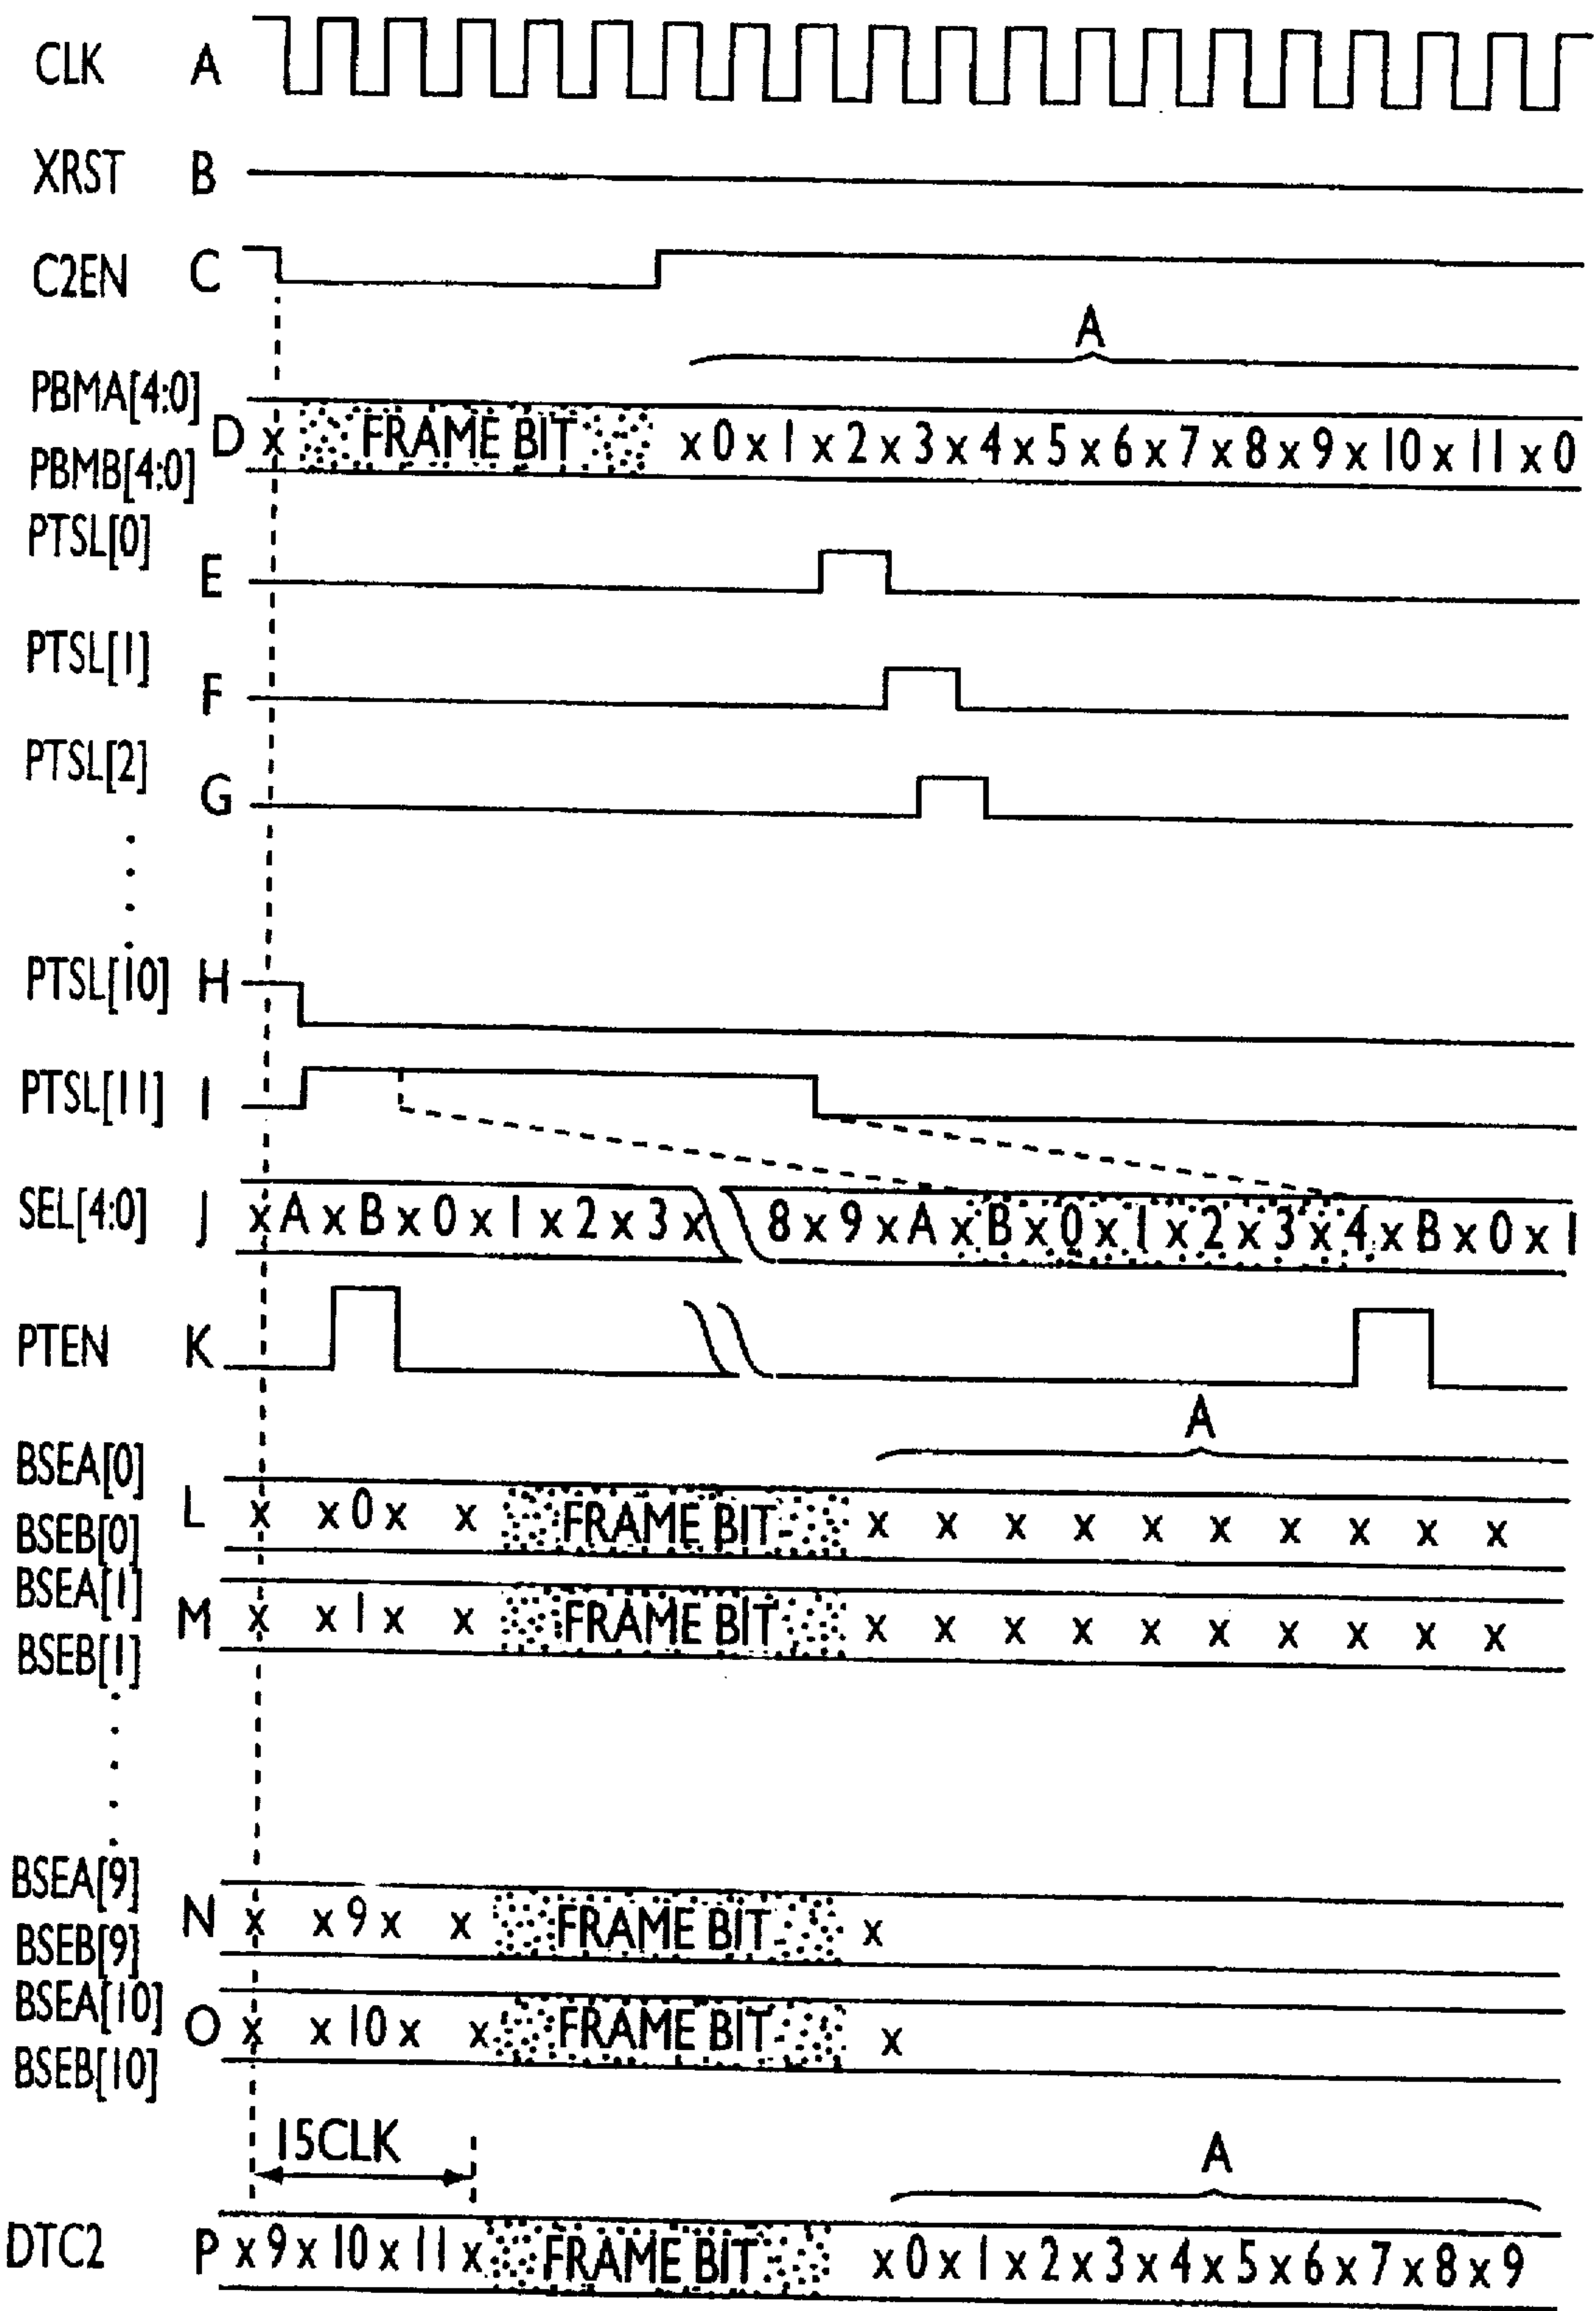 CLK A
XRST B
C2EN C
A
PBMA[4:0]
D x FRAME BIT x 0 x 1 x 2 x 3 x 4 x 5 x 6 x 7 x 8 x 9 x 10 x 11 x 0
PBMB[4:0]
PTSL[0]
E
PTSL[1]
F
PTSL[2]
G
PTSL[10] H
PTSL[11] I
SEL[4:0] J x A x B x 0 x 1 x 2 x 3 x 8 x 9 x A x B x 0 x 1 x 2 x 3 x 4 x B x 0 x 1
PTEN K
A
BSEA[0]
L x x 0 x x FRAME BIT x x x x x x x x x x
BSEB[0]
BSEA[1]
M x x 1 x x FRAME BIT x x x x x x x x x x
BSEB[1]
BSEA[9]
N x x 9 x x FRAME BIT x
BSEB[9]
BSEA[10]
O x x 10 x x FRAME BIT x
BSEB[10]
15CLK
A
DTC2 P x 9 x 10 x 11 x FRAME BIT x 0 x 1 x 2 x 3 x 4 x 5 x 6 x 7 x 8 x 9